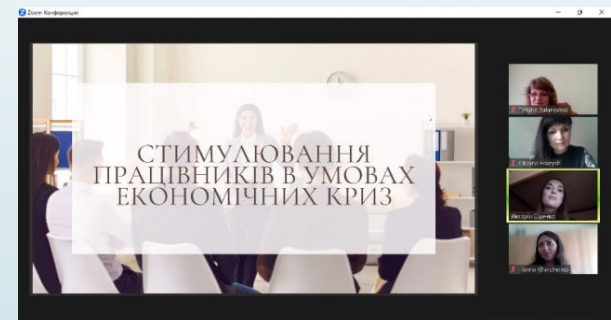 Zoom Конференция
СТИМУЛЮВАННЯ
ПРАЦІВНИКІВ В УМОВАХ
ЕКОНОМІЧНИХ КРИЗ